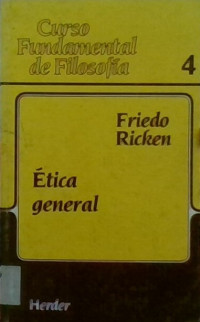 Curso
Fundamental
de Filosofía
4
Friedo
Ricken
Ética
general
Herder